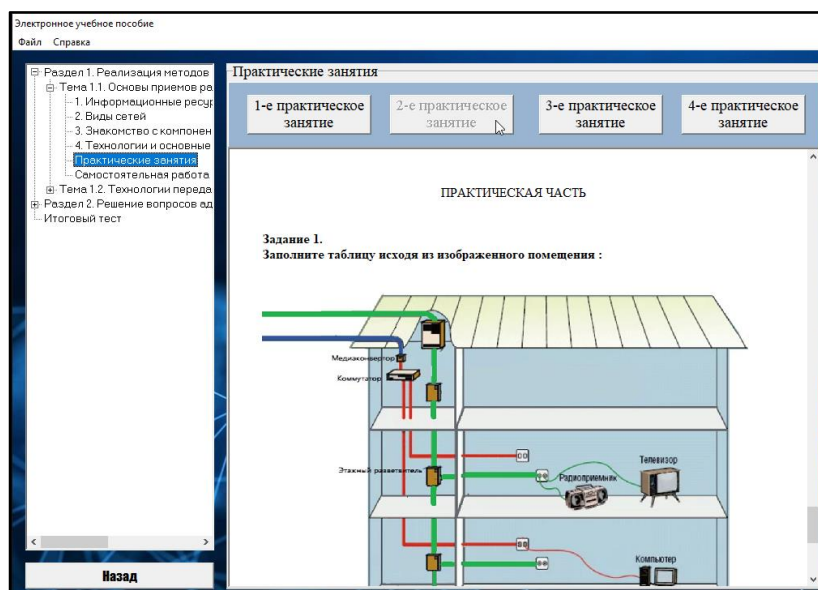 Электронное учебное пособие
Файл Справка
Раздел 1. Реализация методов
Тема 1.1. Основы приемов ра
1. Информационные ресур
2. Виды сетей
3. Знакомство с компонен
4. Технологии и основные
Практические занятия
Самостоятельная работа
Тема 1.2. Технологии переда
Раздел 2. Решение вопросов ад
Итоговый тест
Назад
Практические занятия
1-е практическое
занятие
2-е практическое
занятие
3-е практическое
занятие
4-е практическое
занятие
ПРАКТИЧЕСКАЯ ЧАСТЬ
Задание 1.
Заполните таблицу исходя из изображенного помещения :
Медиаконвертор
Коммутатор
Этажный разветвитель
Телевизор
Радиоприемник
Компьютер